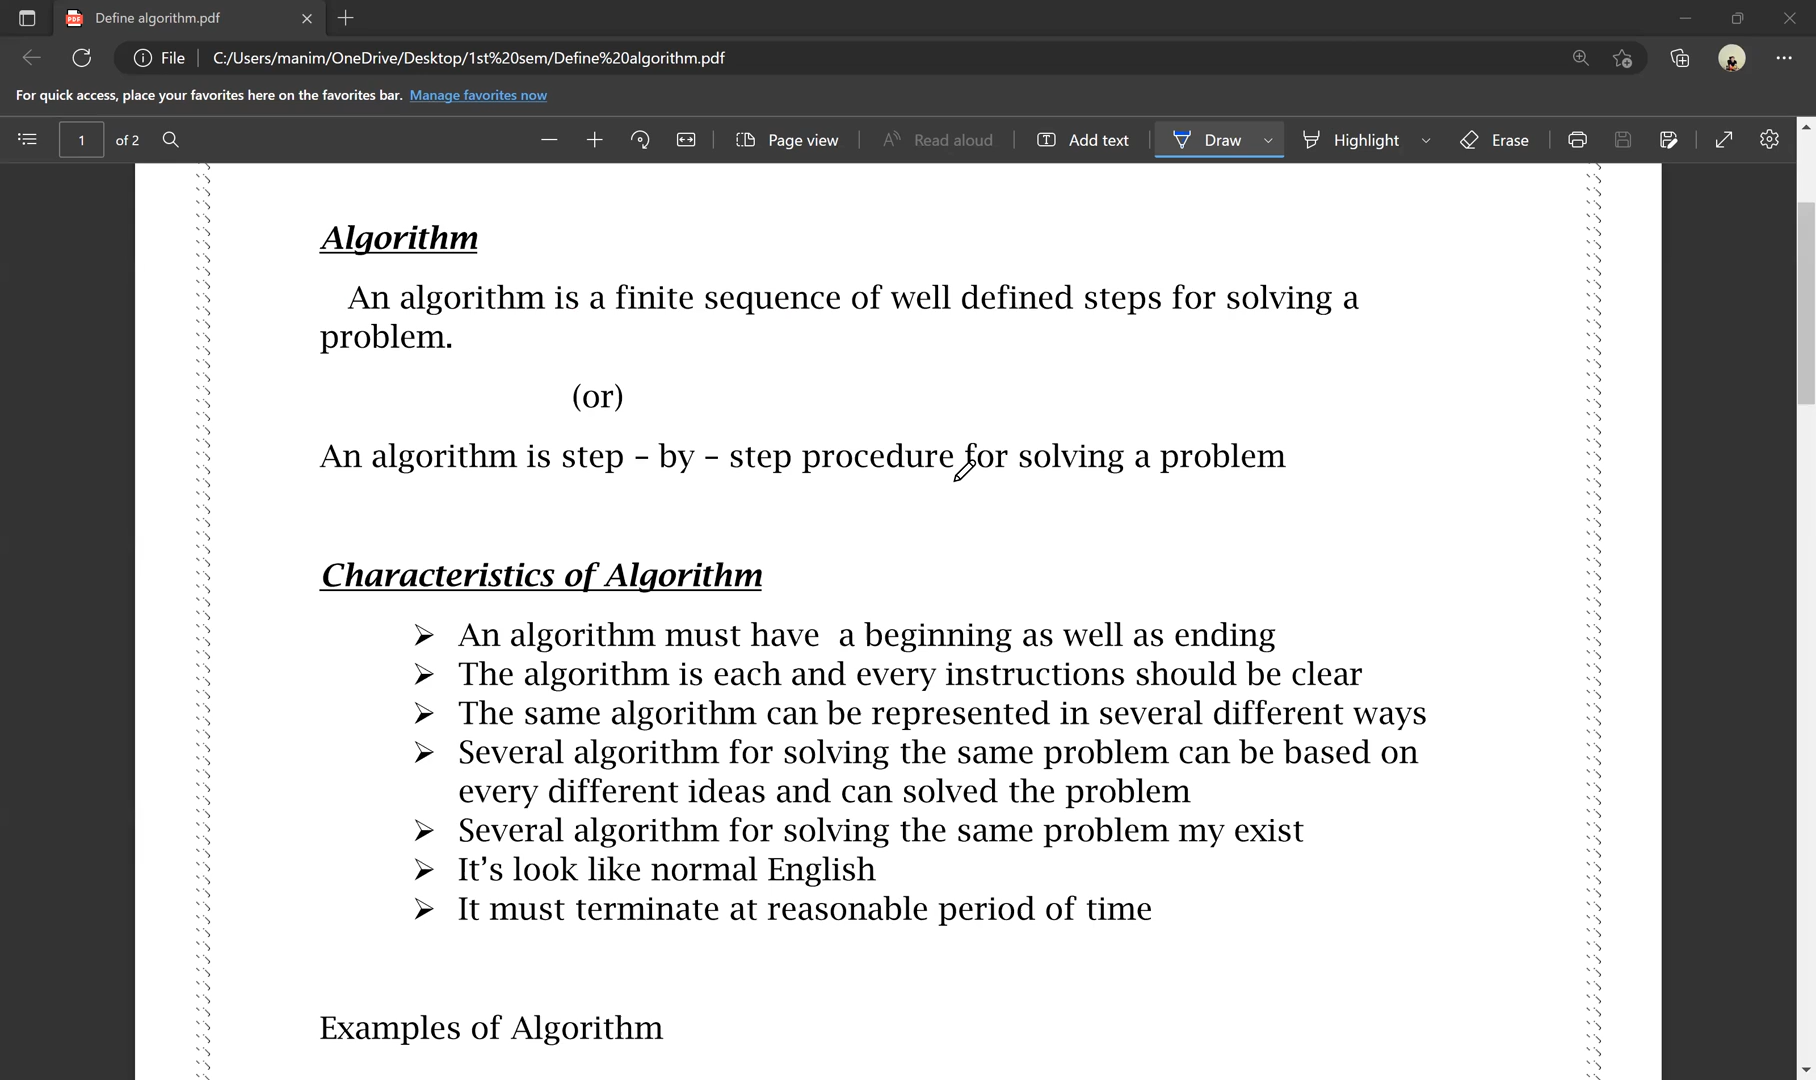 Define algorithm.pdf
File C:/Users/manim/OneDrive/Desktop/1st%20sem/Define%20algorithm.pdf
For quick access, place your favorites here on the favorites bar. Manage favorites now
1 of 2 Page view Read aloud Add text Draw Highlight Erase
Algorithm
An algorithm is a finite sequence of well defined steps for solving a
problem.
(or)
An algorithm is step – by – step procedure for solving a problem
Characteristics of Algorithm
➢ An algorithm must have a beginning as well as ending
➢ The algorithm is each and every instructions should be clear
➢ The same algorithm can be represented in several different ways
➢ Several algorithm for solving the same problem can be based on
every different ideas and can solved the problem
➢ Several algorithm for solving the same problem my exist
➢ It’s look like normal English
➢ It must terminate at reasonable period of time
Examples of Algorithm